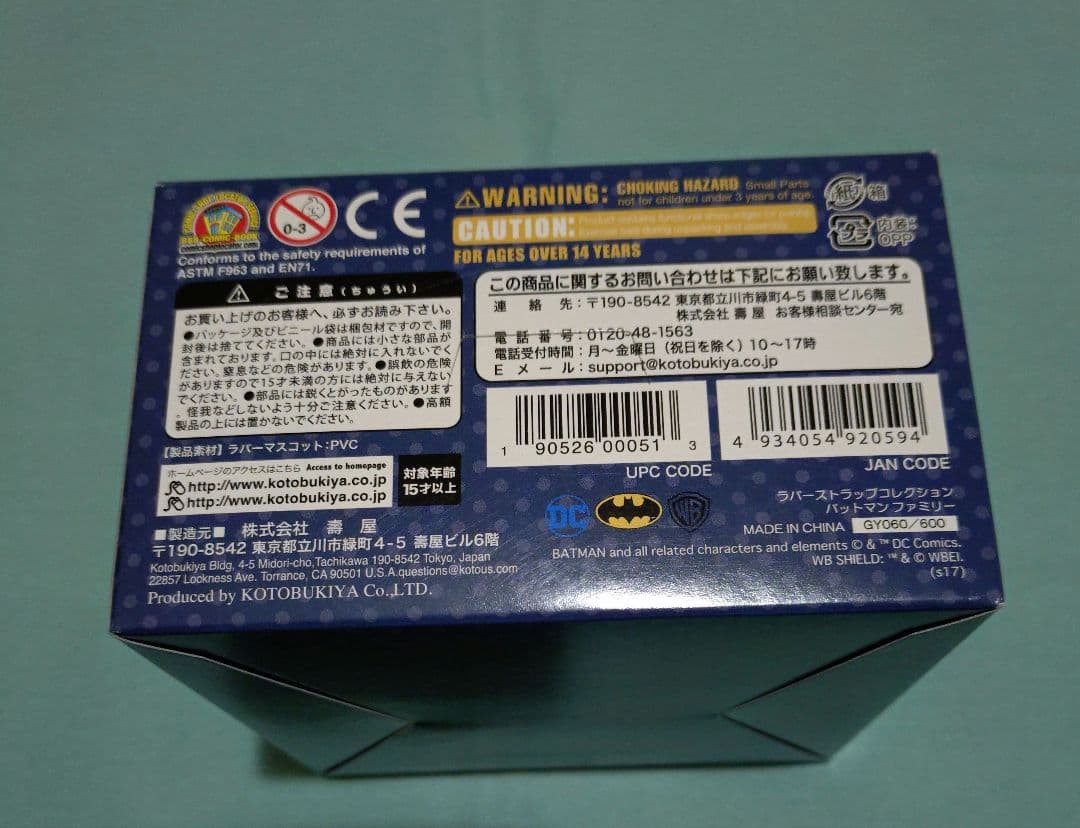 FIND A SHOP! LOCATION CALL
888-COMIC-BOOK
comicshoplocator.com
0-3
CE
Conforms to the safety requirements of
ASTM F963 and EN71.
WARNING: CHOKING HAZARD Small Parts
not for children under 3 years of age.
CAUTION: Product contains functional sharp edges
FOR AGES OVER 14 YEARS
紙 箱
内装:
OPP
ご注意(ちゅうい)
お買い上げのお客様へ、必ずお読み下さい。
●パッケージ及びビニール袋は梱包材ですので、開
封後は捨ててください。●商品には小さな部品が
含まれております。口の中には絶対に入れないでく
ださい。窒息などの危険があります。●誤飲の危険
がありますので15才未満の方には絶対に与えない
でください。●部品には鋭くとがったものがあります
。怪我などしないよう十分ご注意ください。●高額
製品の上には置かないでください。
【製品素材】ラバーマスコット:PVC
ホームページのアクセスはこちら Access to homepage
http://www.kotobukiya.co.jp
http://www.kotobukiya.co.jp
対象年齢
15才以上
■製造元■ 株式会社 壽 屋
〒190-8542 東京都立川市緑町4-5 壽屋ビル6階
Kotobukiya Bldg, 4-5 Midori-cho,Tachikawa 190-8542 Tokyo, Japan
22857 Lockness Ave. Torrance, CA 90501 U.S.A.questions@kotous.com
Produced by KOTOBUKIYA Co.,LTD.
この商品に関するお問い合わせは下記にお願い致します。
連 絡 先:〒190-8542 東京都立川市緑町4-5 壽屋ビル6階
株式会社 壽 屋 お客様相談センター宛
電 話 番 号:0120-48-1563
電話受付時間:月~金曜日(祝日を除く)10~17時
E メ ー ル:support@kotobukiya.co.jp
1 90526 00051 3
UPC CODE
4 934054 920594
JAN CODE
DC
WB
ラバーストラップコレクション
バットマン ファミリー
MADE IN CHINA GY060/600
BATMAN and all related characters and elements © & ™ DC Comics.
WB SHIELD: ™ & © WBEI.
(s17)